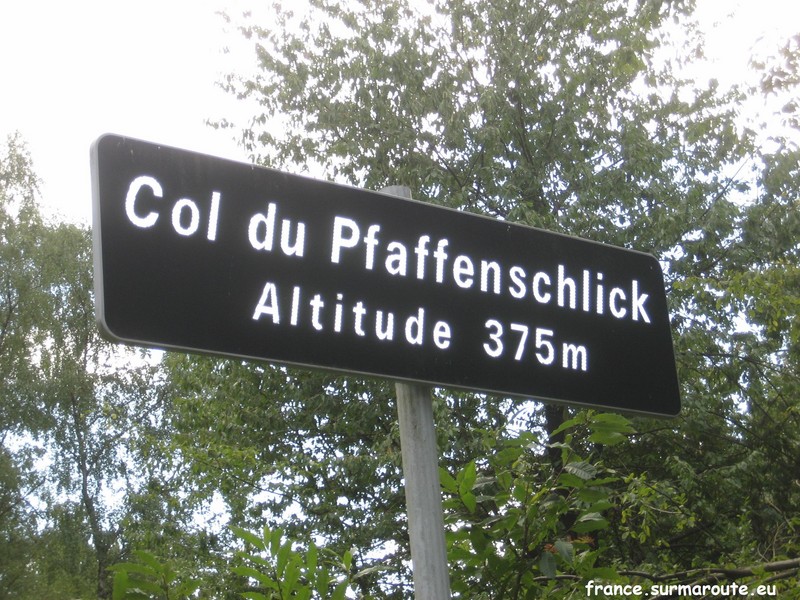 Col du Pfaffenschlick
Altitude 375m
france.surmaroute.eu